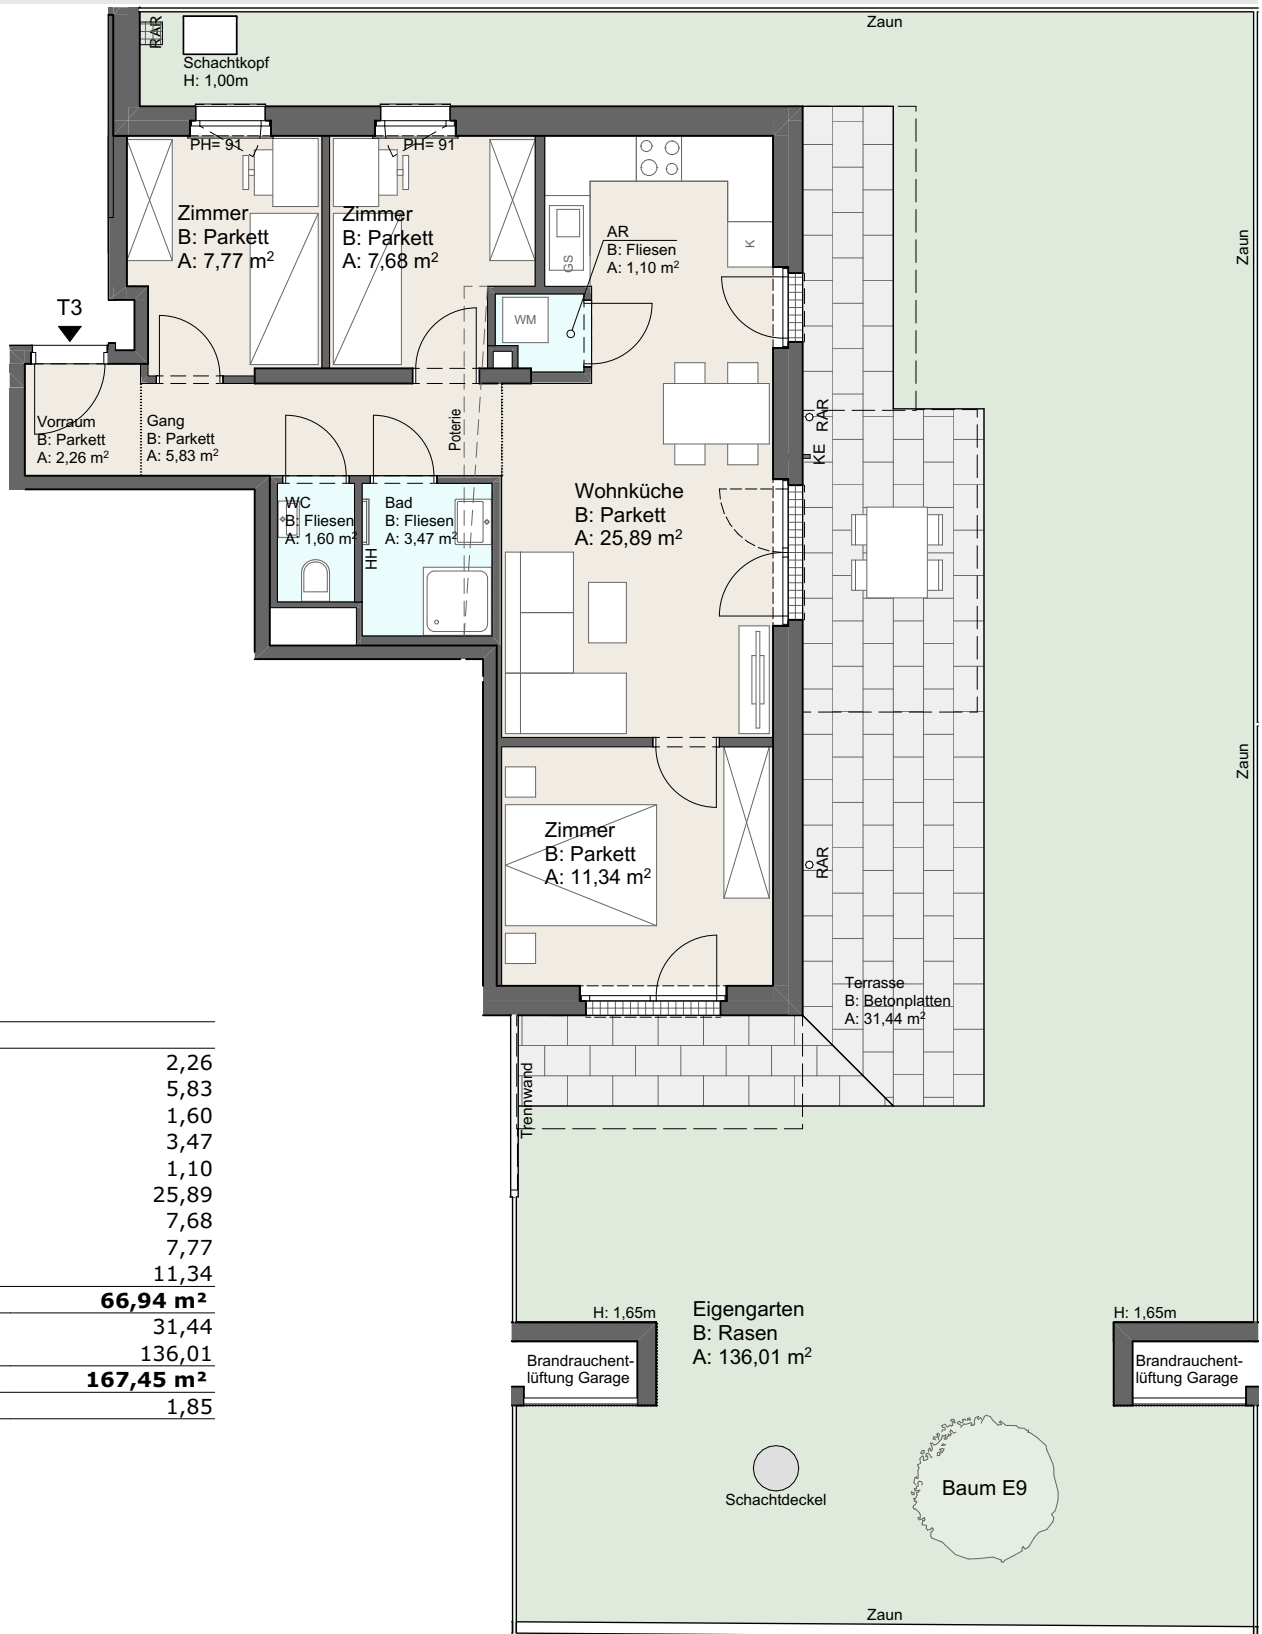 Zaun
RAR
Schachtkopf
H: 1,00m
PH= 91
PH= 91
Zimmer
B: Parkett
A: 7,77 m²
Zimmer
B: Parkett
A: 7,68 m²
AR
B: Fliesen
A: 1,10 m²
GS
K
Zaun
T3
WM
Vorraum
B: Parkett
A: 2,26 m²
Gang
B: Parkett
A: 5,83 m²
Poterie
RAR
KE
WC
B: Fliesen
A: 1,60 m²
Bad
B: Fliesen
A: 3,47 m²
HH
Wohnküche
B: Parkett
A: 25,89 m²
Zaun
Zimmer
B: Parkett
A: 11,34 m²
RAR
Terrasse
B: Betonplatten
A: 31,44 m²
Trennwand
2,26
5,83
1,60
3,47
1,10
25,89
7,68
7,77
11,34
66,94 m²
31,44
136,01
167,45 m²
1,85
H: 1,65m
Brandrauchent-
lüftung Garage
Eigengarten
B: Rasen
A: 136,01 m²
H: 1,65m
Brandrauchent-
lüftung Garage
Schachtdeckel
Baum E9
Zaun